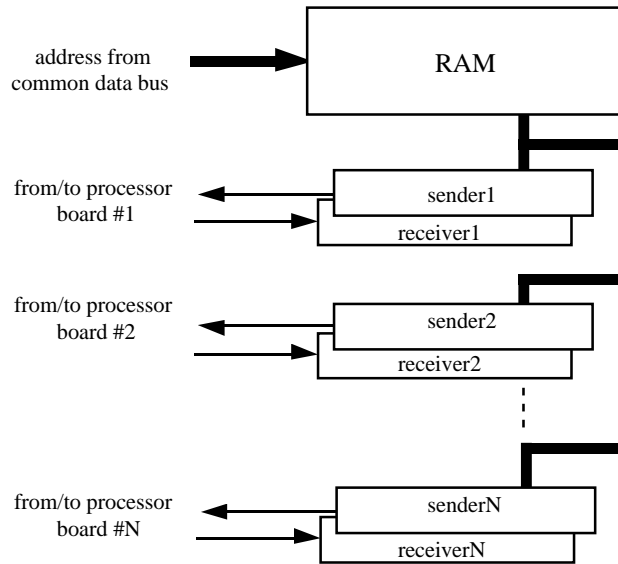 address from
common data bus
RAM
from/to processor
board #1
sender1
receiver1
from/to processor
board #2
sender2
receiver2
from/to processor
board #N
senderN
receiverN